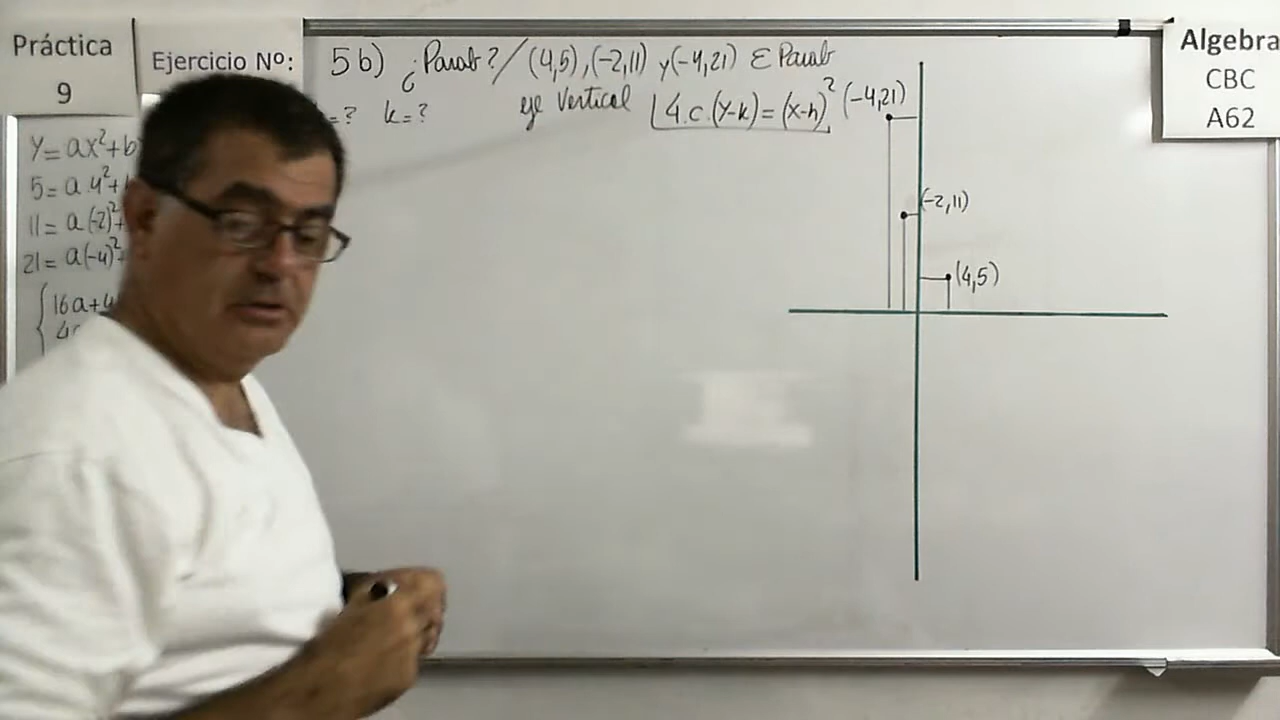 Práctica
9
Ejercicio Nº:
Algebra
CBC
A62
5b) ¿Parab?/(4,5),(-2,11) y(-4,21) ∈ Parab
=? k=? eje Vertical 4.c.(Y-k)=(X-h)²
(-4,21)
(-2,11)
(4,5)
Y=ax²+b
5=a.4²+
11=a(-2)²+
21=a(-4)²-
16a+4